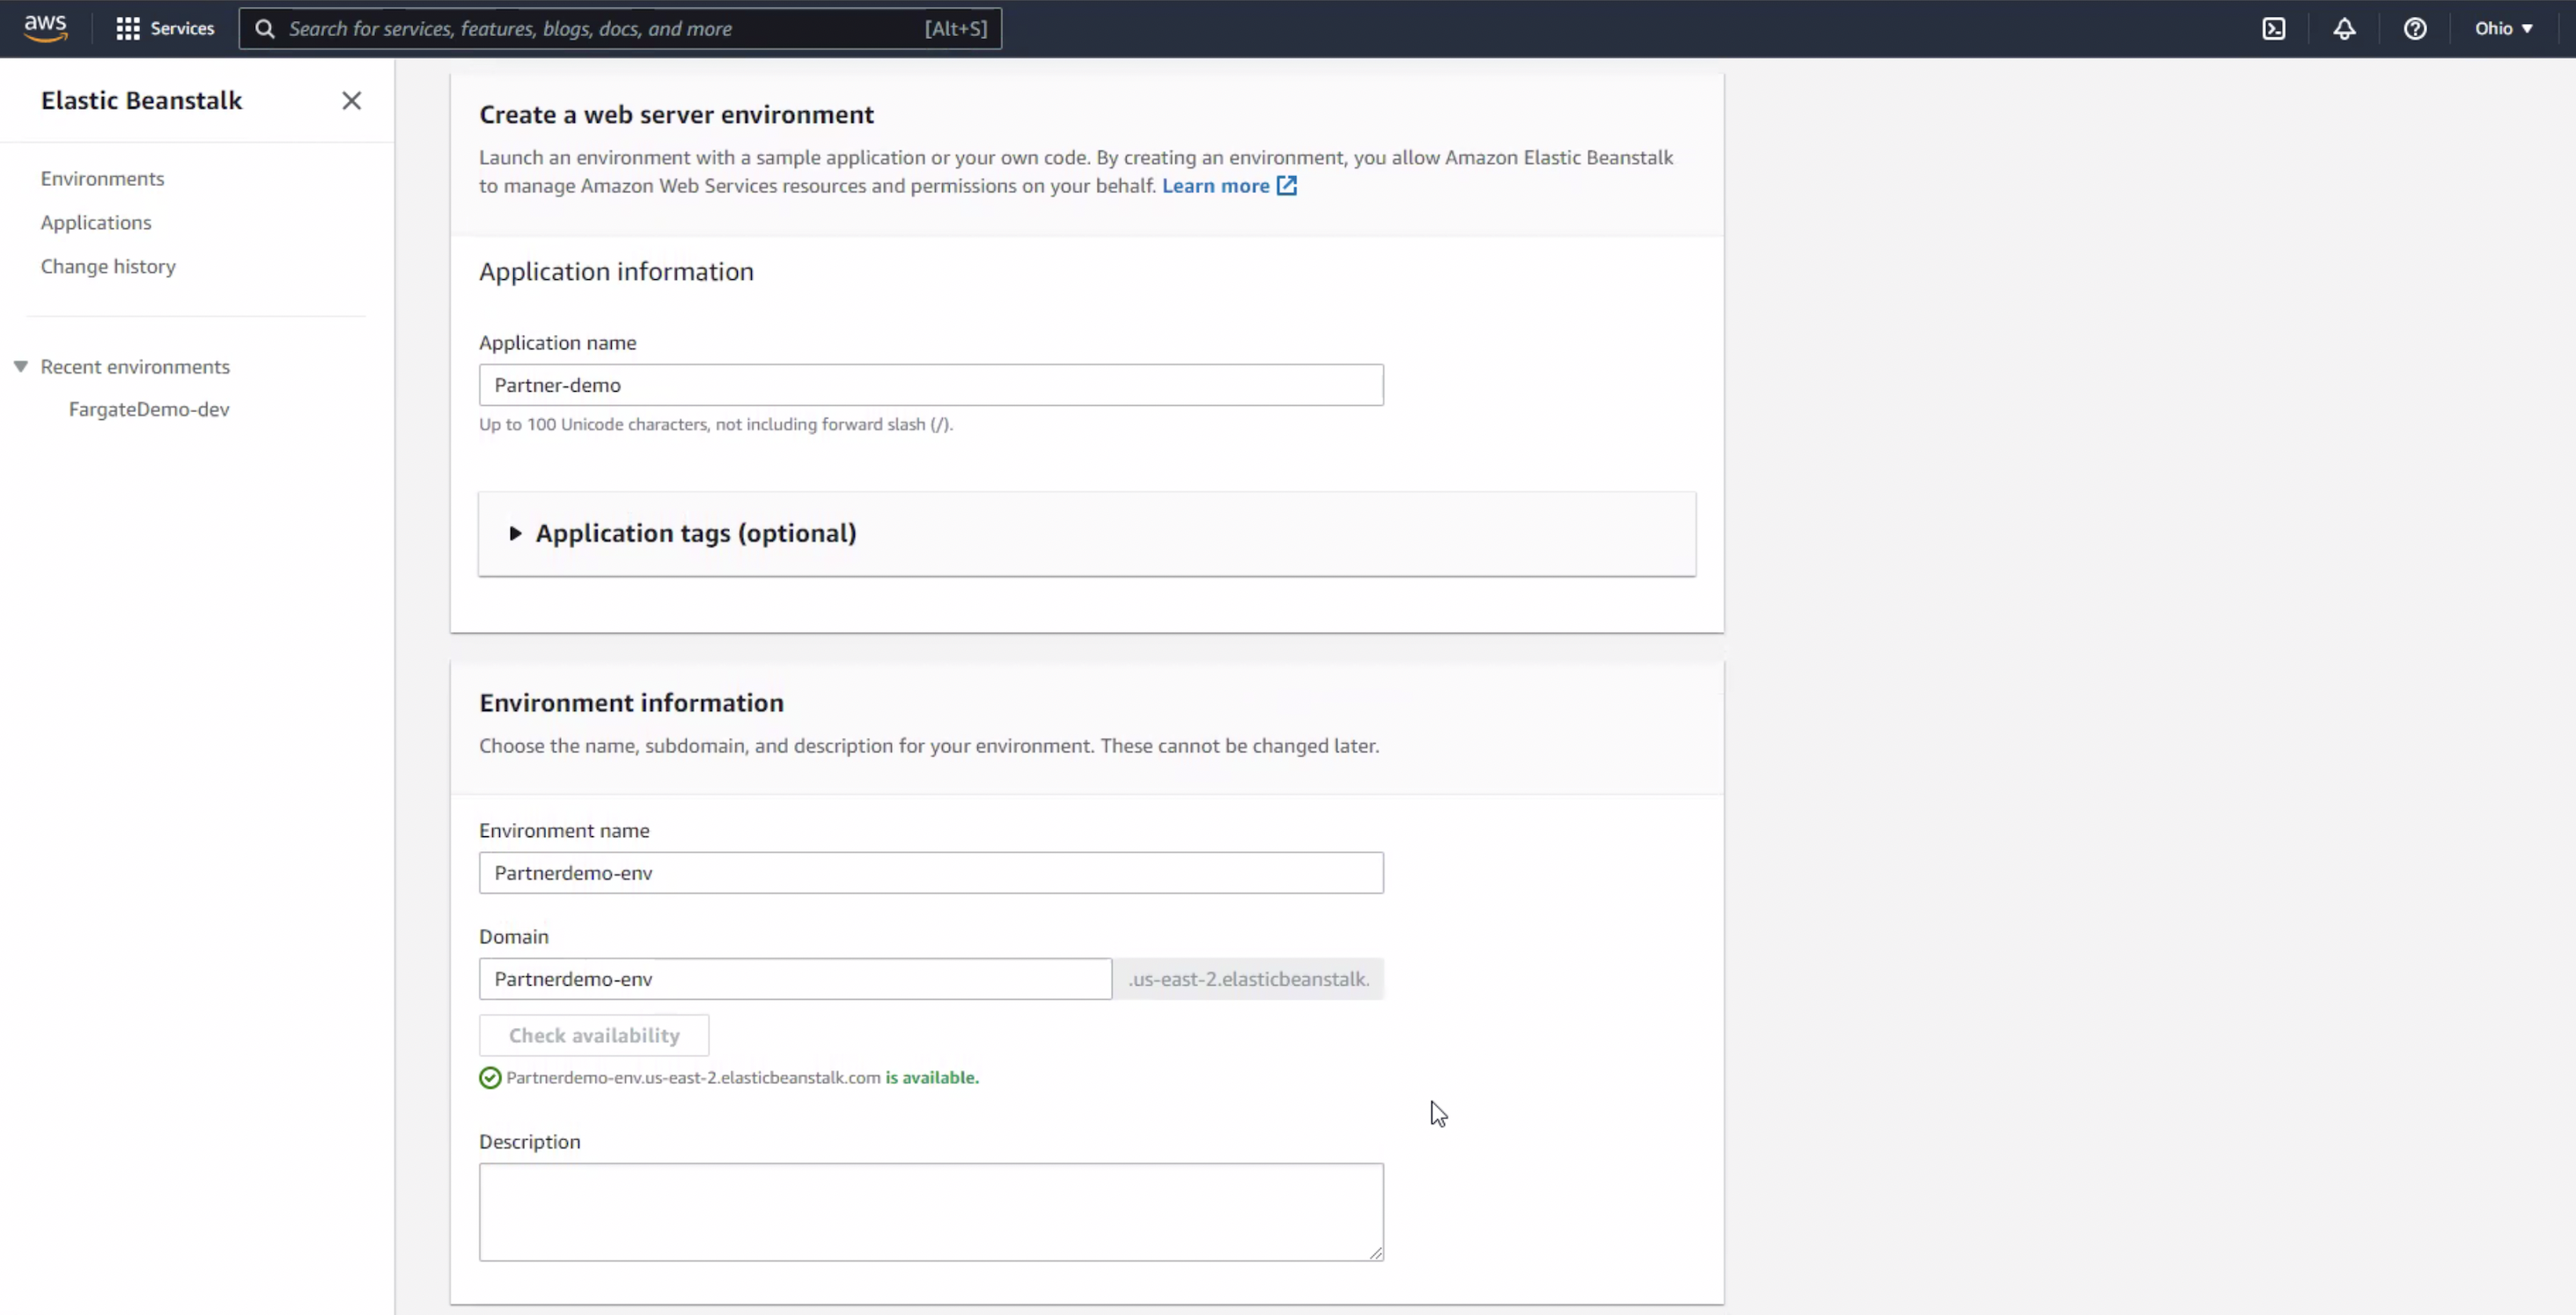 aws
Services
Search for services, features, blogs, docs, and more
[Alt+S]
Ohio
Elastic Beanstalk
Environments
Applications
Change history
Recent environments
FargateDemo-dev
Create a web server environment
Launch an environment with a sample application or your own code. By creating an environment, you allow Amazon Elastic Beanstalk
to manage Amazon Web Services resources and permissions on your behalf. Learn more
Application information
Application name
Partner-demo
Up to 100 Unicode characters, not including forward slash (/).
Application tags (optional)
Environment information
Choose the name, subdomain, and description for your environment. These cannot be changed later.
Environment name
Partnerdemo-env
Domain
Partnerdemo-env
.us-east-2.elasticbeanstalk.
Check availability
Partnerdemo-env.us-east-2.elasticbeanstalk.com is available.
Description